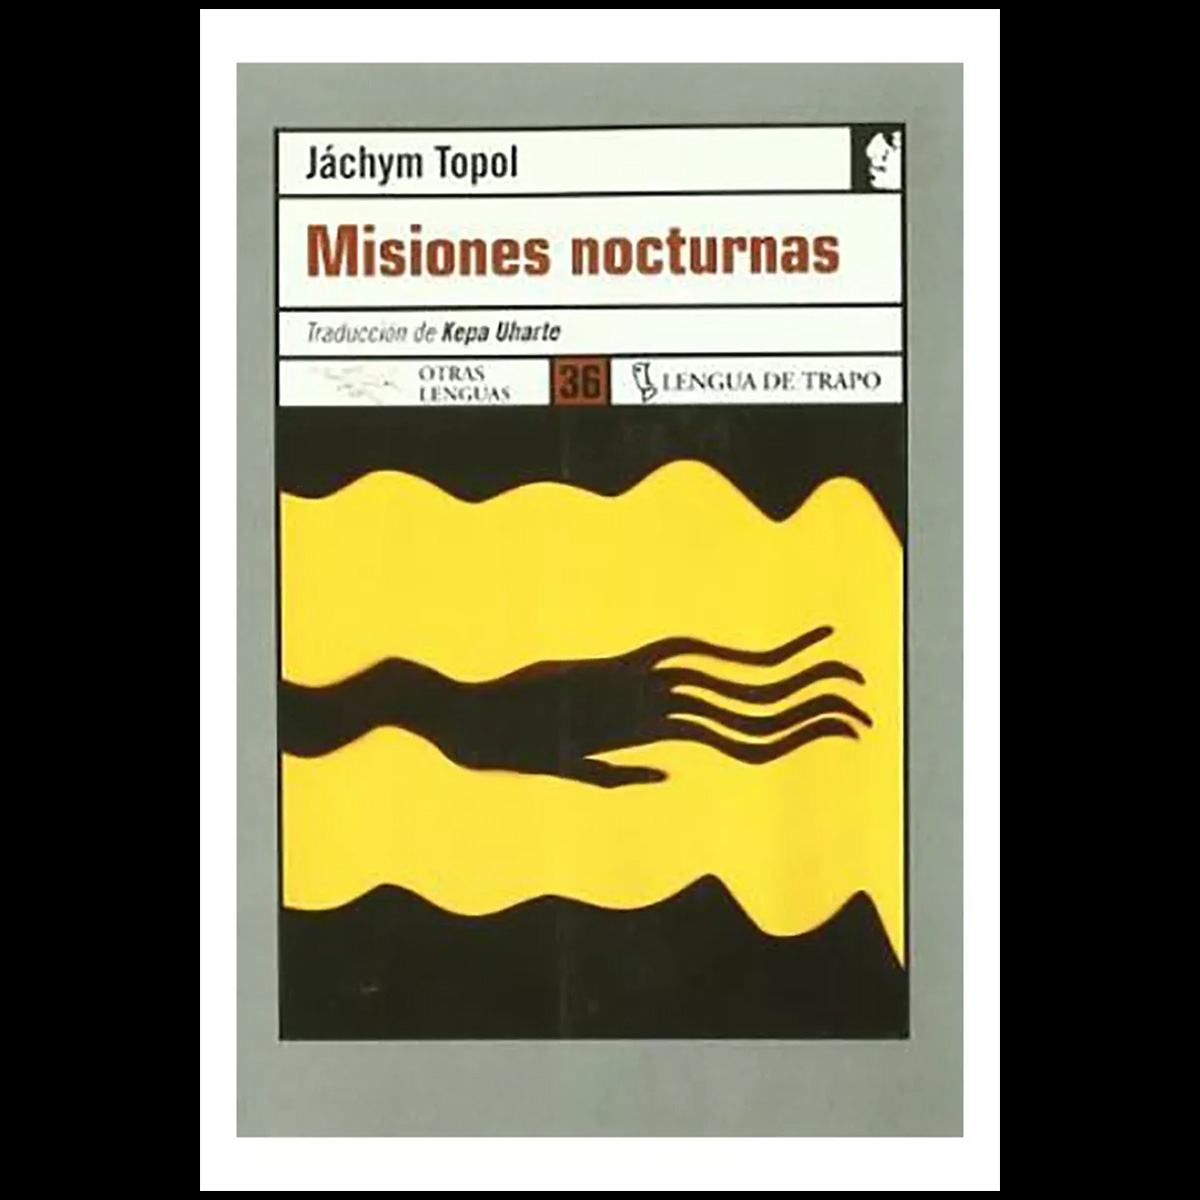 Jáchym Topol
Misiones nocturnas
Traducción de Kepa Uharte
OTRAS
LENGUAS
36
LENGUA DE TRAPO